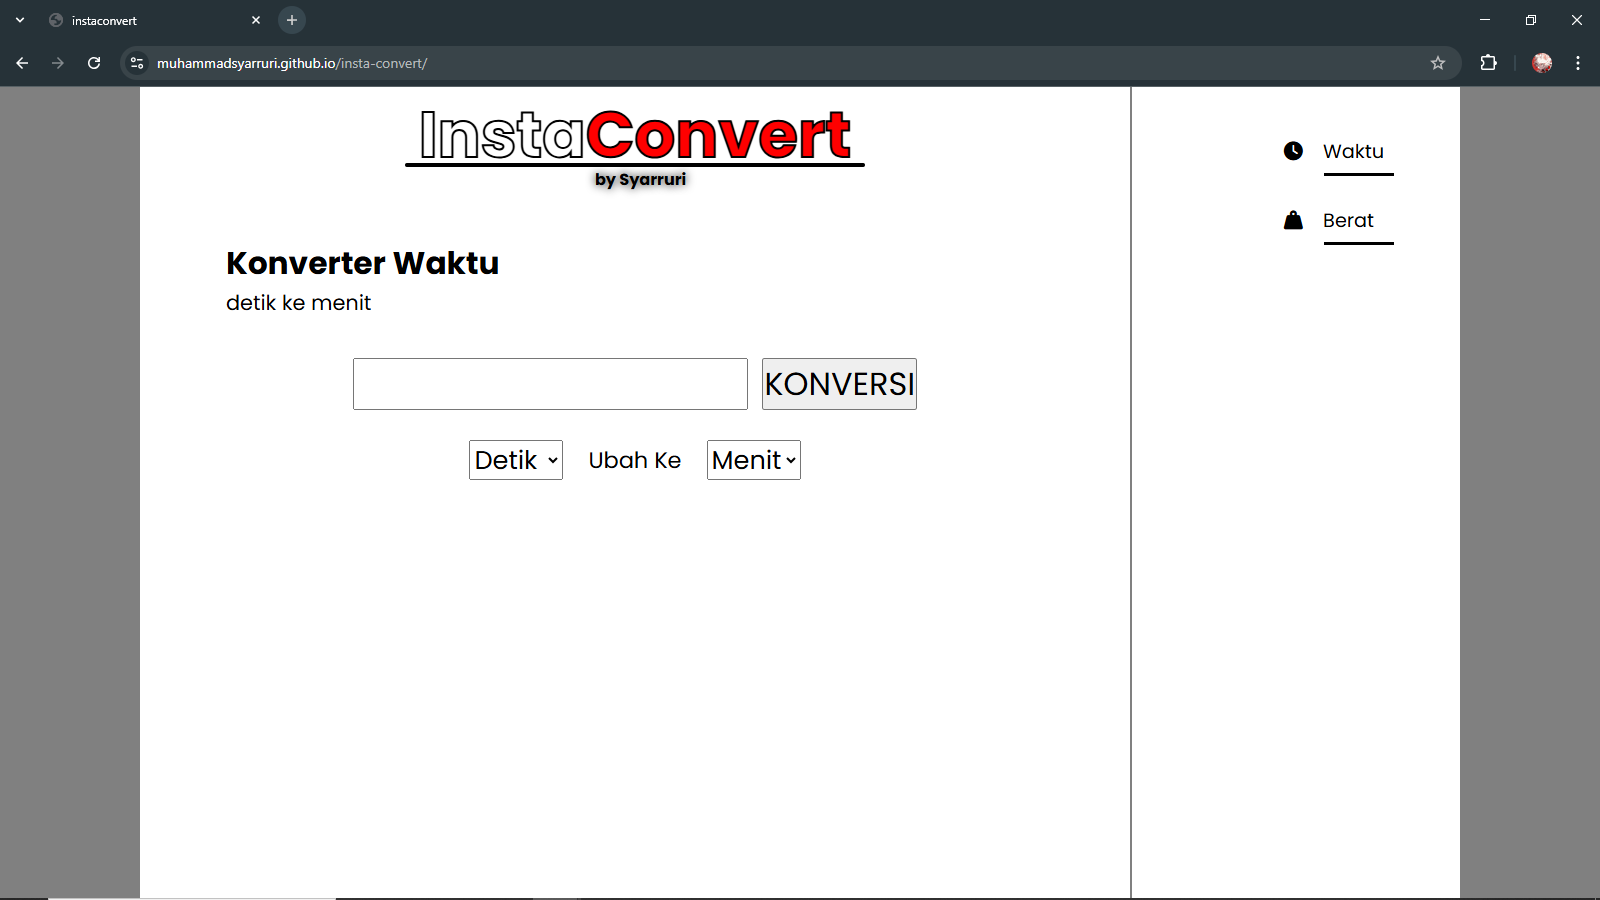 instaconvert
muhammadsyarruri.github.io/insta-convert/
InstaConvert
by Syarruri
Waktu
Berat
Konverter Waktu
detik ke menit
KONVERSI
Detik Ubah Ke Menit